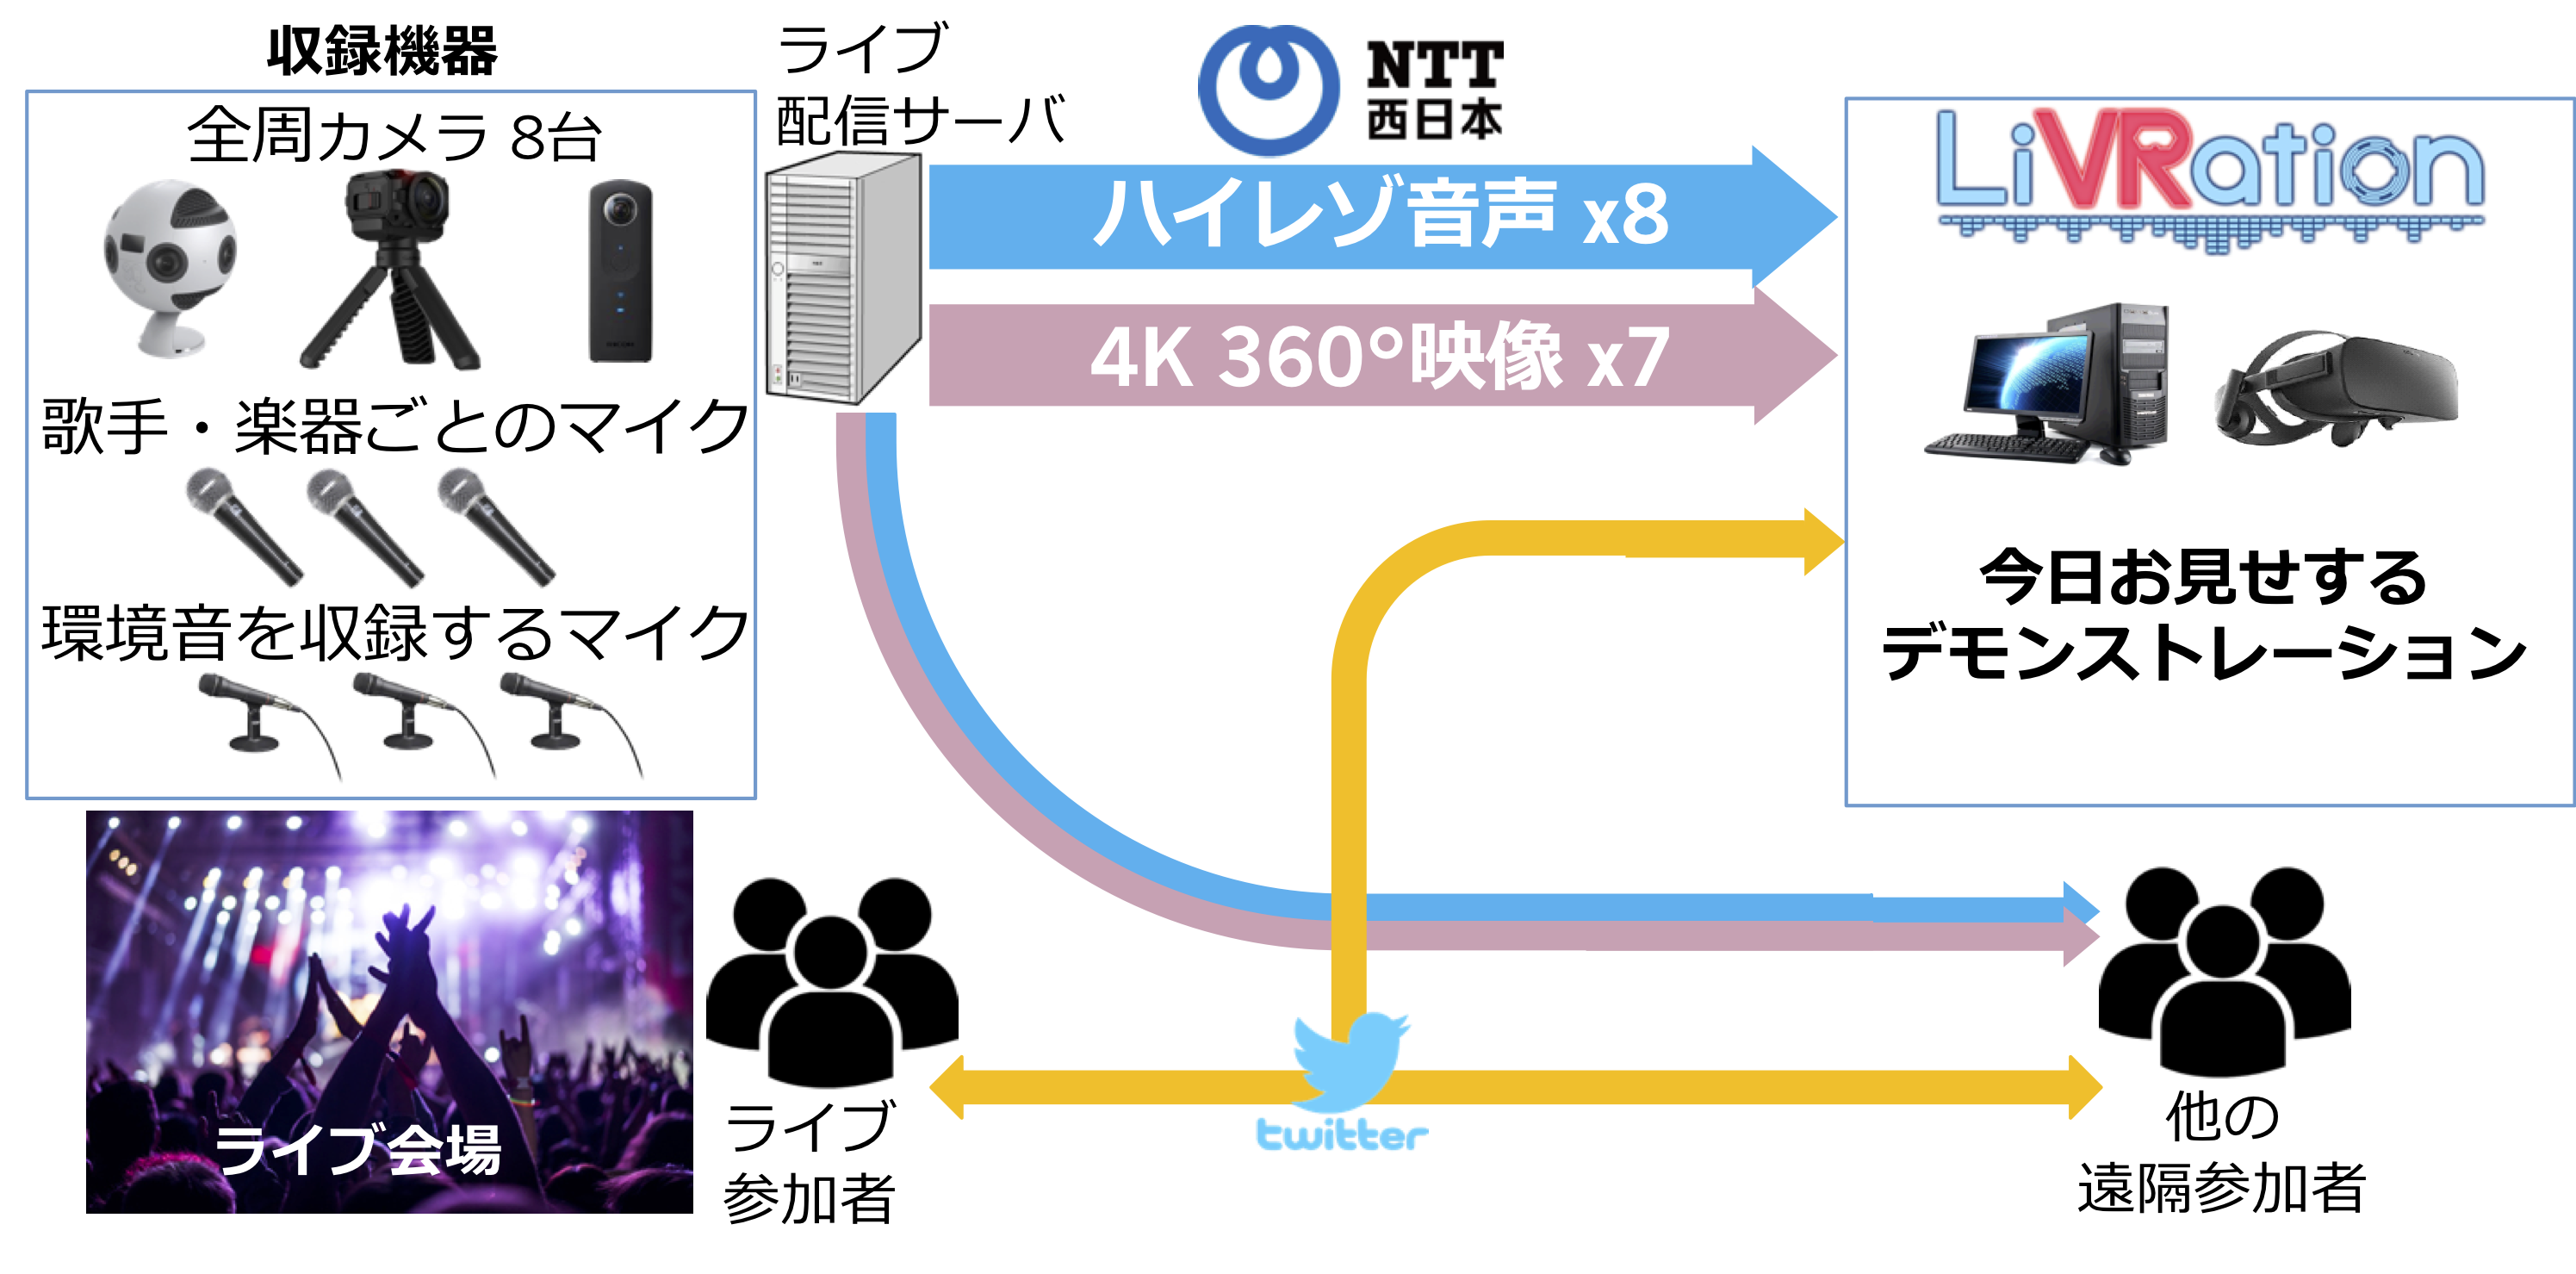 収録機器
全周カメラ 8台
歌手・楽器ごとのマイク
環境音を収録するマイク
ライブ会場
ライブ
配信サーバ
NTT
西日本
ハイレゾ音声 x8
4K 360°映像 x7
LiVRation
今日お見せする
デモンストレーション
ライブ
参加者
twitter
他の
遠隔参加者